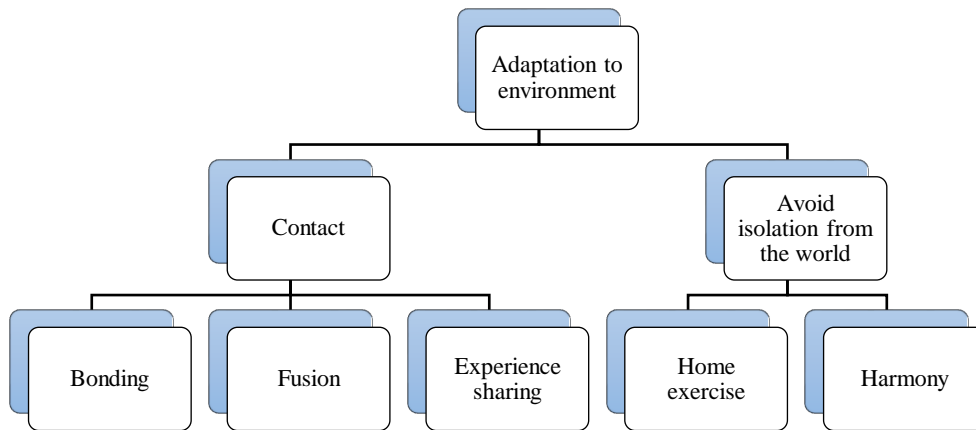 Adaptation to
environment
Contact
Avoid
isolation from
the world
Bonding
Fusion
Experience
sharing
Home
exercise
Harmony